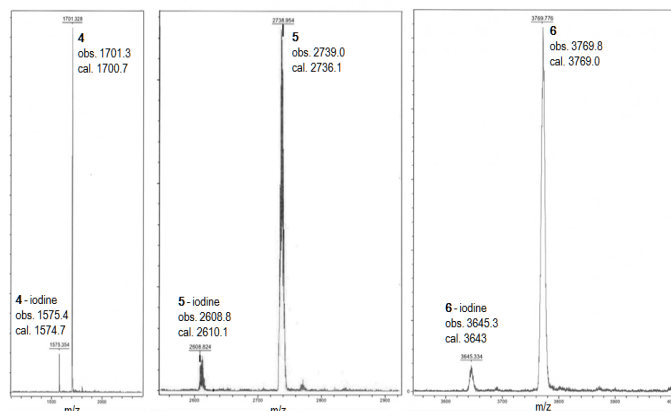 1701.328
4
obs. 1701.3
cal. 1700.7
4 - iodine
obs. 1575.4
cal. 1574.7
1575.354
m/z
2738.954
5
obs. 2739.0
cal. 2736.1
5 - iodine
obs. 2608.8
cal. 2610.1
2608.824
2700
2800
m/z
3769.776
6
obs. 3769.8
cal. 3769.0
6 - iodine
obs. 3645.3
cal. 3643
3645.334
m/z